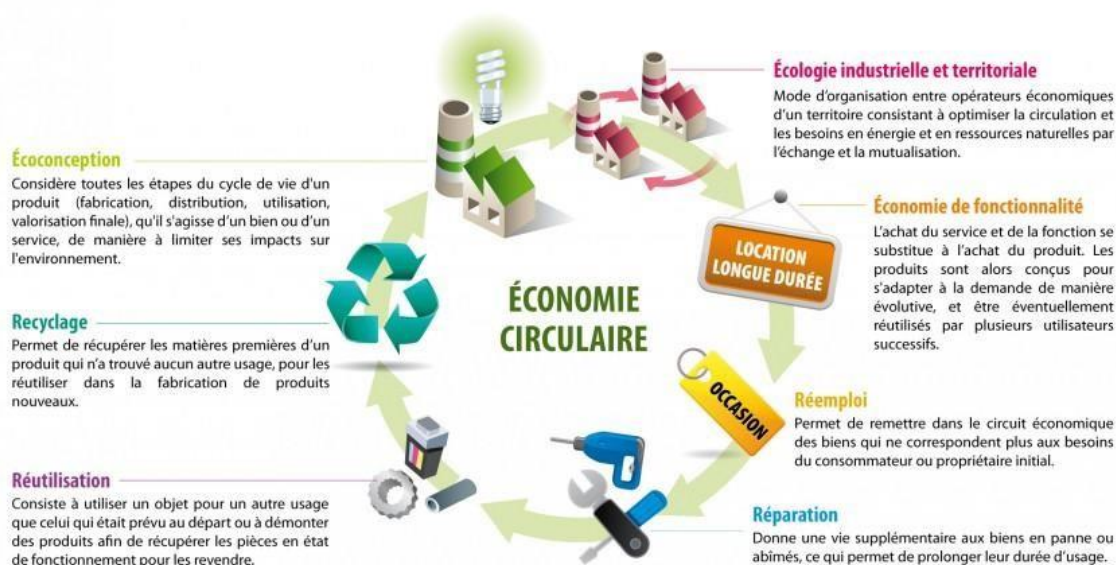 Écologie industrielle et territoriale
Mode d'organisation entre opérateurs économiques
d'un territoire consistant à optimiser la circulation et
les besoins en énergie et en ressources naturelles par
l'échange et la mutualisation.
Écoconception
Considère toutes les étapes du cycle de vie d'un
produit (fabrication, distribution, utilisation,
valorisation finale), qu'il s'agisse d'un bien ou d'un
service, de manière à limiter ses impacts sur
l'environnement.
Économie de fonctionnalité
L'achat du service et de la fonction se
substitue à l'achat du produit. Les
produits sont alors conçus pour
s'adapter à la demande de manière
évolutive, et être éventuellement
réutilisés par plusieurs utilisateurs
successifs.
LOCATION
LONGUE DURÉE
ÉCONOMIE
CIRCULAIRE
Recyclage
Permet de récupérer les matières premières d'un
produit qui n'a trouvé aucun autre usage, pour les
réutiliser dans la fabrication de produits
nouveaux.
OCCASION
Réemploi
Permet de remettre dans le circuit économique
des biens qui ne correspondent plus aux besoins
du consommateur ou propriétaire initial.
Réutilisation
Consiste à utiliser un objet pour un autre usage
que celui qui était prévu au départ ou à démonter
des produits afin de récupérer les pièces en état
de fonctionnement pour les revendre.
Réparation
Donne une vie supplémentaire aux biens en panne ou
abîmés, ce qui permet de prolonger leur durée d'usage.